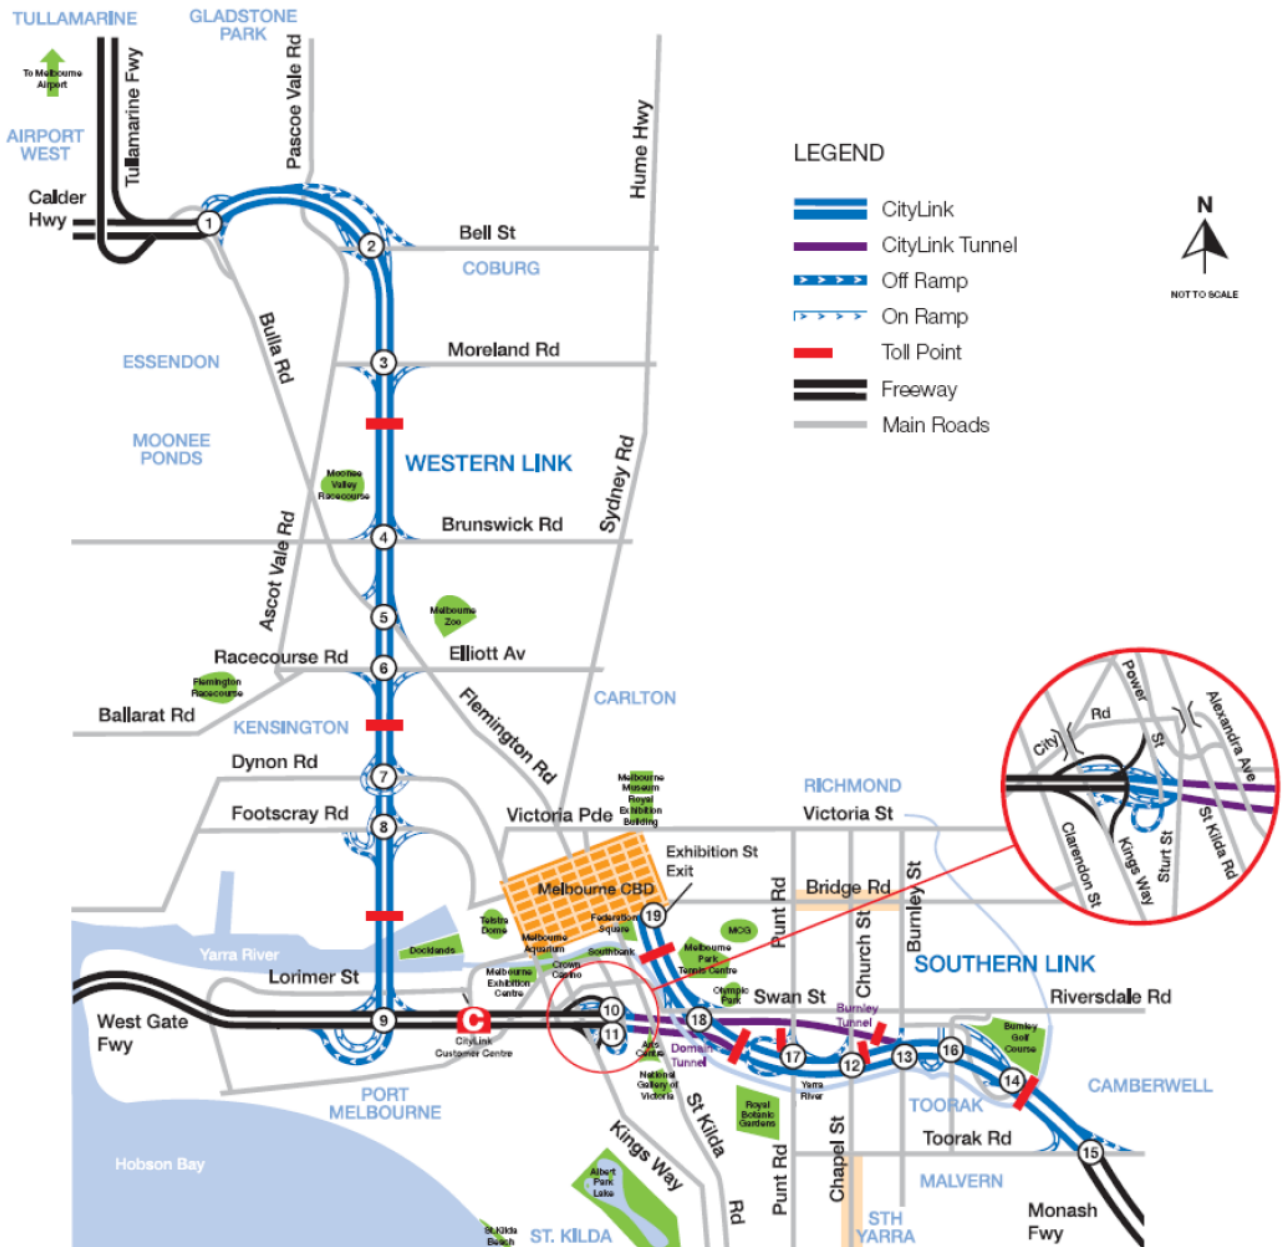 TULLAMARINE
GLADSTONE
PARK
To Melbourne
Airport
Tullamarine Fwy
Pascoe Vale Rd
Hume Hwy
AIRPORT
WEST
Calder
Hwy
1
2
Bell St
COBURG
LEGEND
CityLink
CityLink Tunnel
Off Ramp
On Ramp
Toll Point
Freeway
Main Roads
N
NOT TO SCALE
Bulla Rd
ESSENDON
3
Moreland Rd
MOONEE
PONDS
WESTERN LINK
Moonee
Valley
Racecourse
Sydney Rd
Ascot Vale Rd
4
Brunswick Rd
5
Melbourne
Zoo
Racecourse Rd
6
Elliott Av
Flemington
Racecourse
Ballarat Rd
KENSINGTON
Flemington Rd
CARLTON
Dynon Rd
7
Footscray Rd
8
Melbourne
Museum
Royal
Exhibition
Building
Victoria Pde
RICHMOND
Victoria St
Power
St
City
Rd
Alexandra Ave
Clarendon St
Kings Way
Sturt St
St Kilda Rd
Exhibition St
Exit
Melbourne CBD
19
Punt Rd
Bridge Rd
Church St
Burnley St
Telstra
Dome
Federation
Square
MCG
Docklands
Melbourne
Aquarium
Southbank
Melbourne
Park
Tennis Centre
Yarra River
Crown
Casino
Melbourne
Exhibition
Centre
Olympic
Park
SOUTHERN LINK
Lorimer St
Swan St
Burnley
Tunnel
Riversdale Rd
West Gate
Fwy
9
C
CityLink
Customer Centre
10
11
18
Arts
Centre
Domain
Tunnel
17
12
13
16
14
Burnley
Golf
Course
National
Gallery of
Victoria
Yarra
River
CAMBERWELL
PORT
MELBOURNE
Royal
Botanic
Gardens
TOORAK
Toorak Rd
15
St Kilda
Rd
Kings Way
Punt Rd
Chapel St
Hobson Bay
Albert
Park
Lake
MALVERN
Monash
Fwy
St Kilda
Beach
ST. KILDA
STH
YARRA